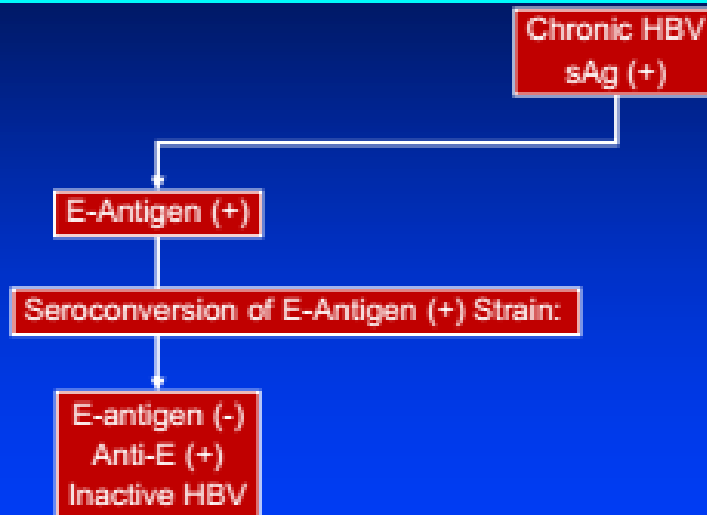 Chronic HBV
sAg (+)
E-Antigen (+)
Seroconversion of E-Antigen (+) Strain:
E-antigen (-)
Anti-E (+)
Inactive HBV